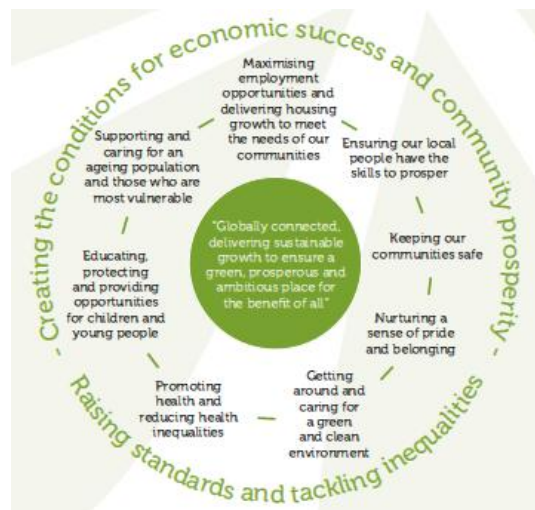 Creating the conditions for economic success and community prosperity -
Maximising
employment
opportunities and
delivering housing
growth to meet
the needs of our
communities
Ensuring our local
people have the
skills to prosper
Keeping our
communities safe
Nurturing a
sense of pride
and belonging
Getting
around and
caring for
a green
and clean
environment
Promoting
health and
reducing health
inequalities
Educating,
protecting
and providing
opportunities
for children and
young people
Supporting and
caring for an
ageing population
and those who are
most vulnerable
"Globally connected,
delivering sustainable
growth to ensure a
green, prosperous and
ambitious place for
the benefit of all"
- Raising standards and tackling inequalities